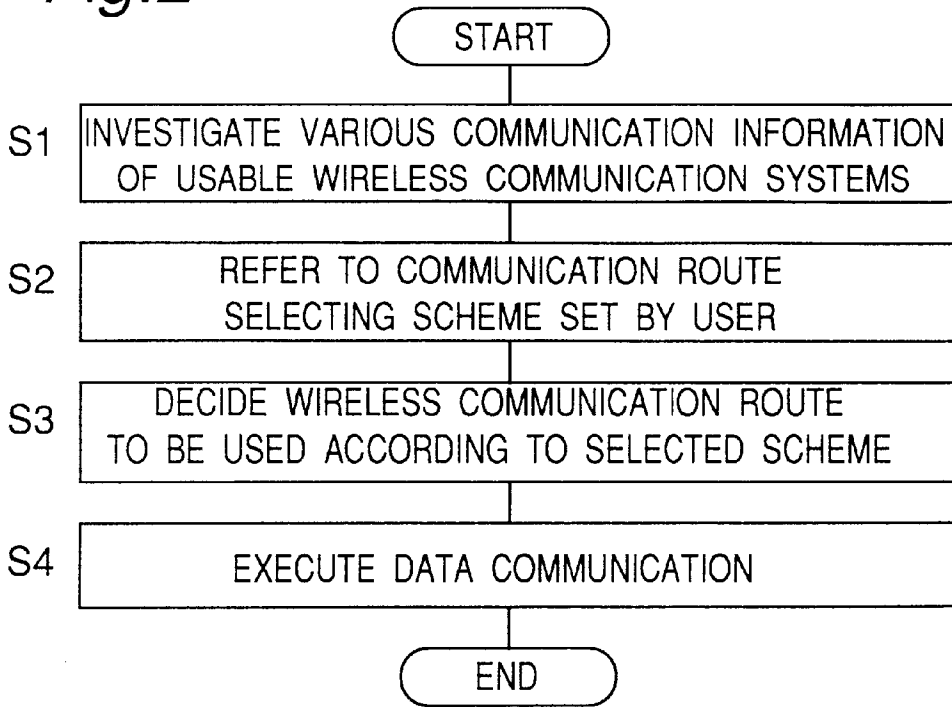 Fig.2
START
S1
INVESTIGATE VARIOUS COMMUNICATION INFORMATION
OF USABLE WIRELESS COMMUNICATION SYSTEMS
S2
REFER TO COMMUNICATION ROUTE
SELECTING SCHEME SET BY USER
S3
DECIDE WIRELESS COMMUNICATION ROUTE
TO BE USED ACCORDING TO SELECTED SCHEME
S4
EXECUTE DATA COMMUNICATION
END